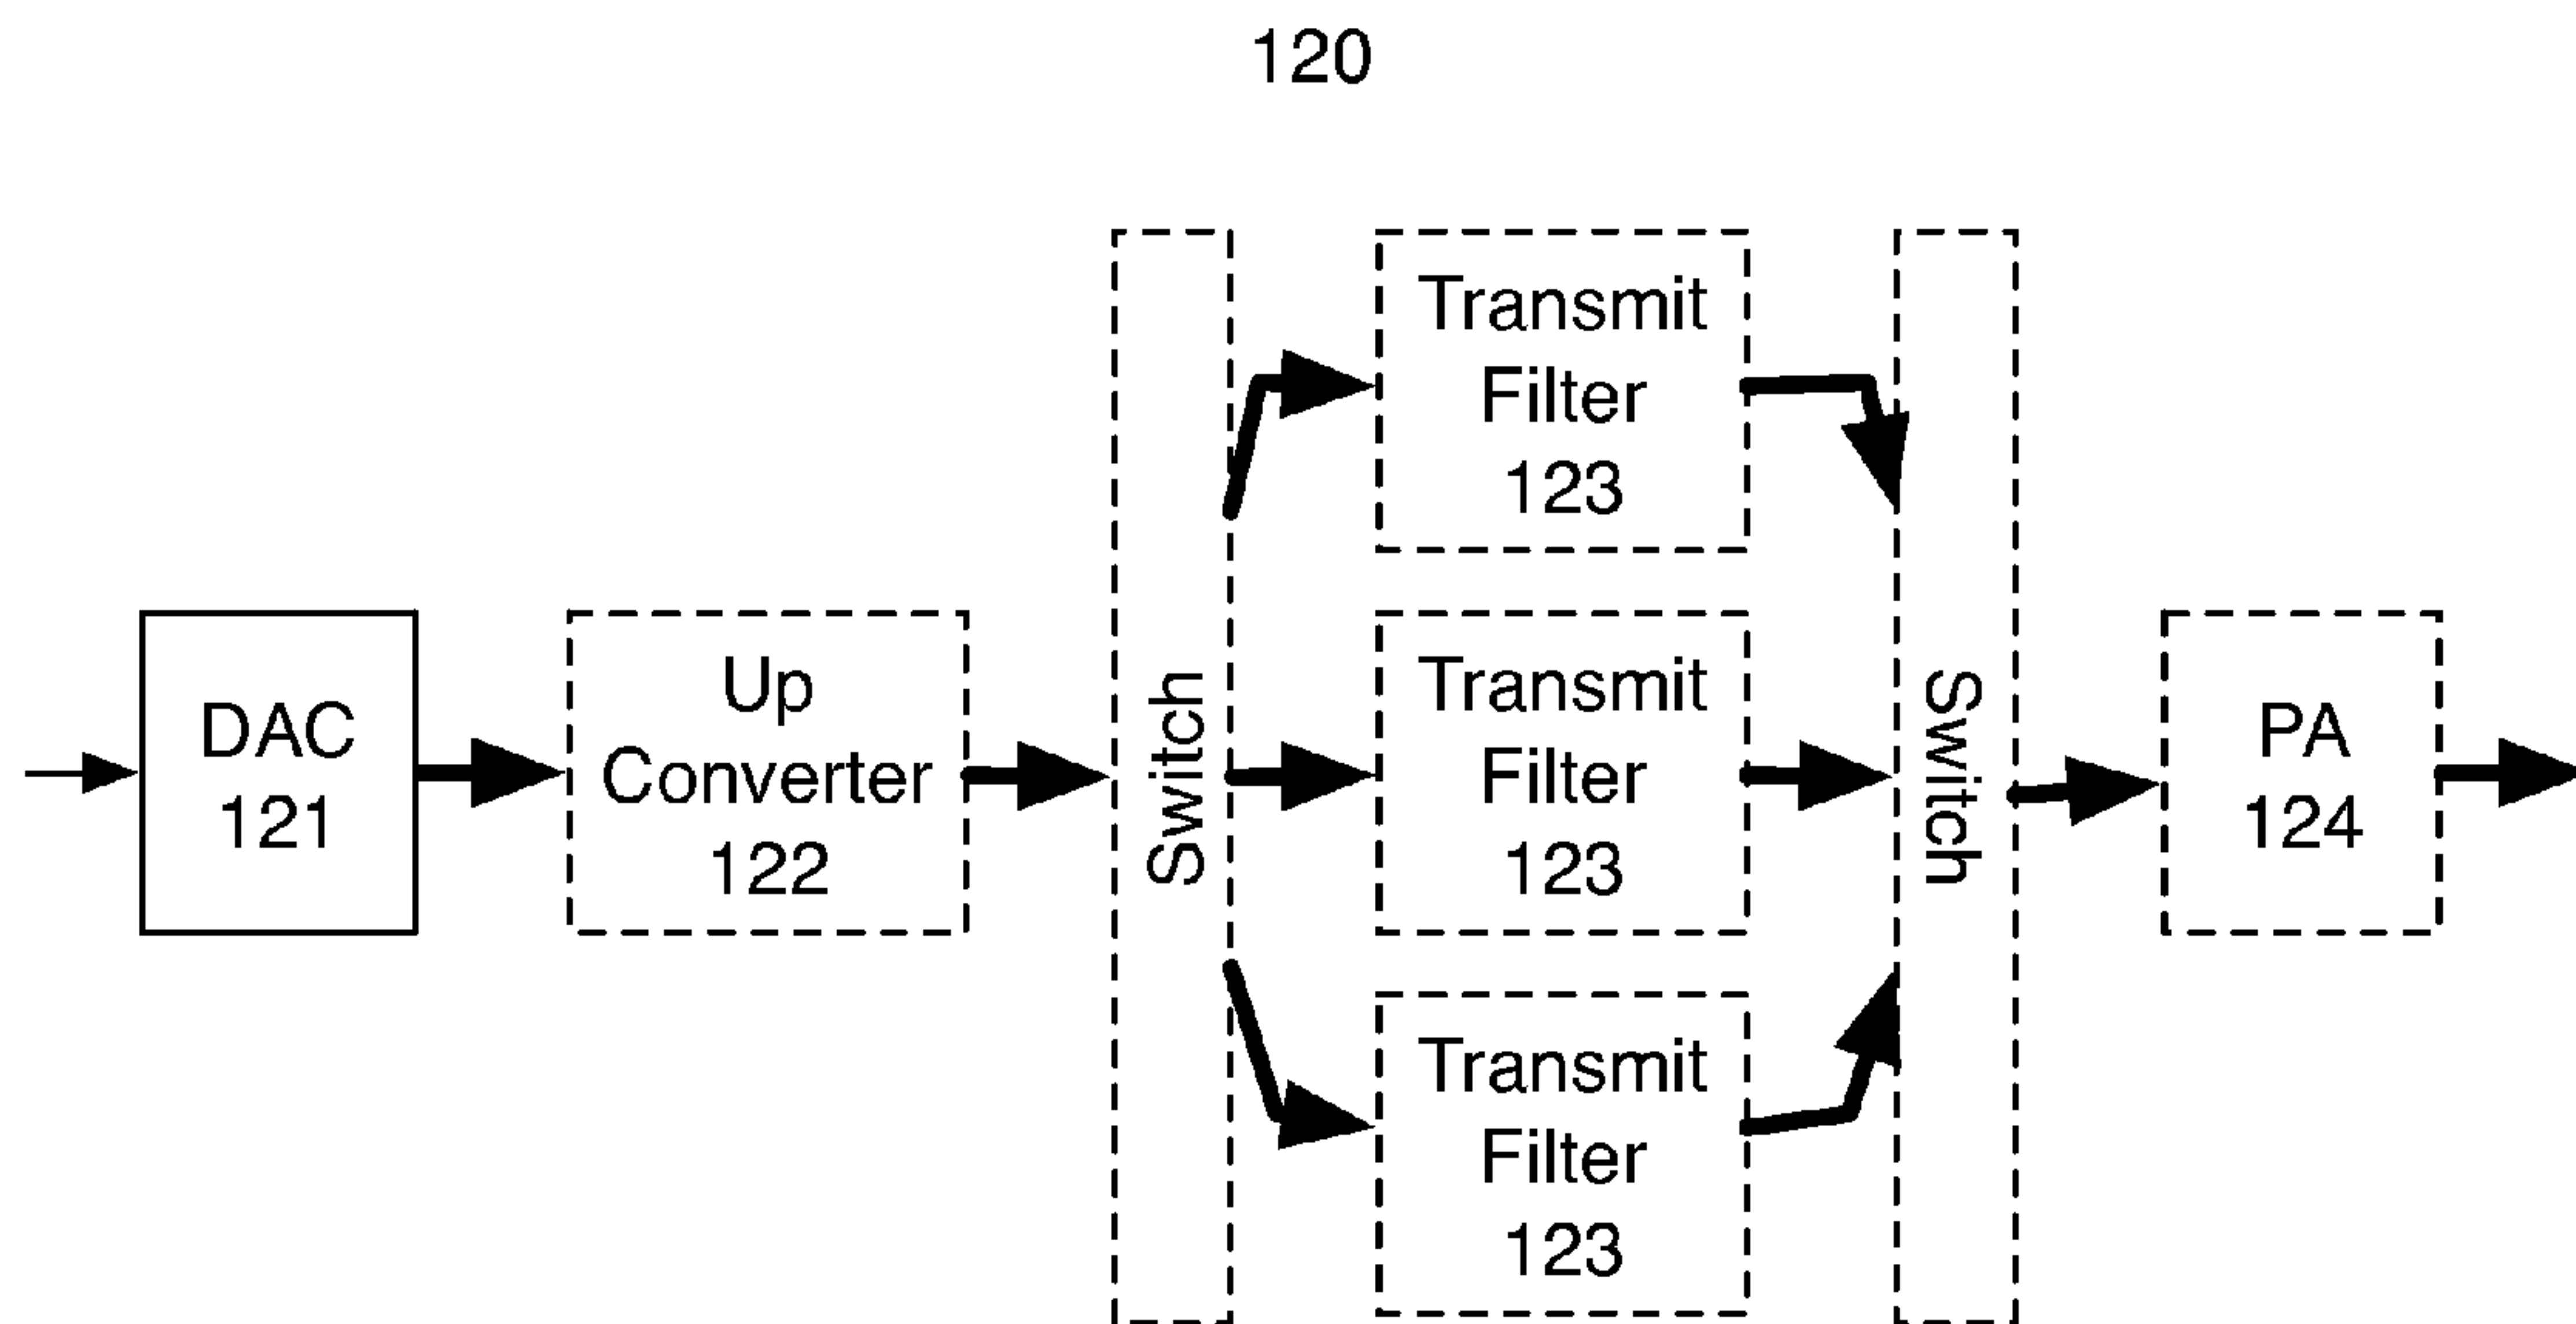 120
DAC
121
Up
Converter
122
Switch
Transmit
Filter
123
Transmit
Filter
123
Transmit
Filter
123
Switch
PA
124